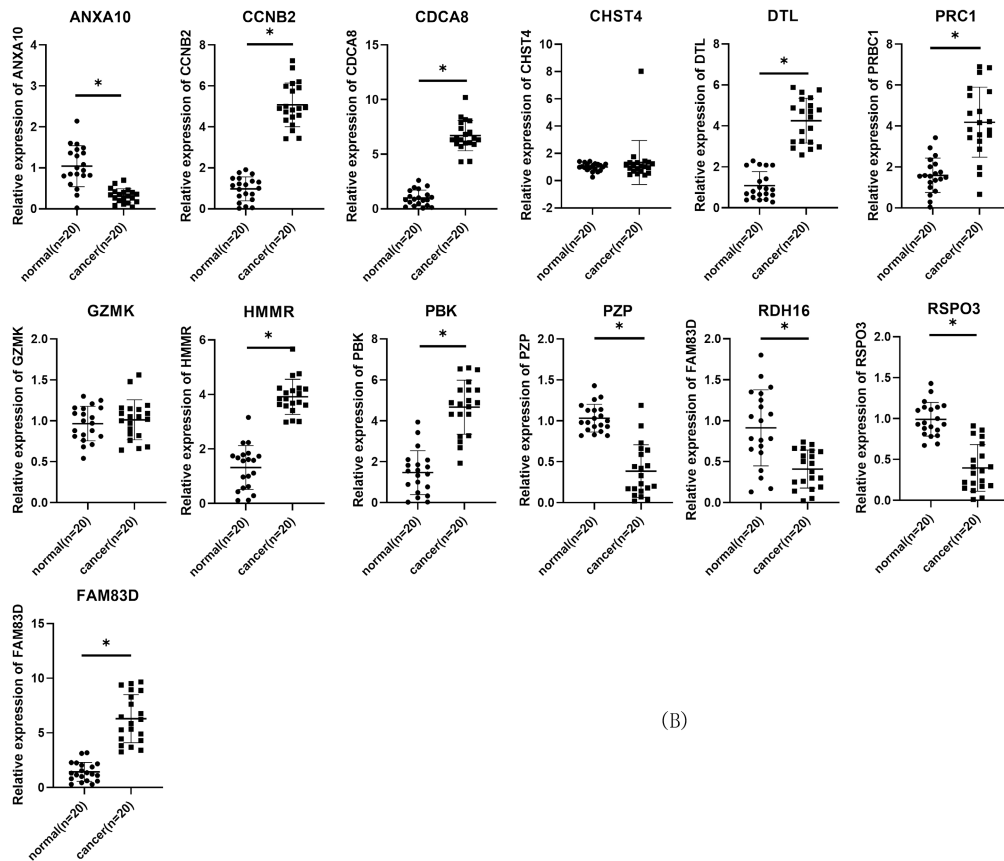 ANXA10
Relative expression of ANXA10
4
3
2
1
0
*
normal(n=20)
cancer(n=20)
CCNB2
Relative expression of CCNB2
8
6
4
2
0
*
normal(n=20)
cancer(n=20)
CDCA8
Relative expression of CDCA8
15
10
5
0
*
normal(n=20)
cancer(n=20)
CHST4
Relative expression of CHST4
10
8
6
4
2
0
-2
normal(n=20)
cancer(n=20)
DTL
Relative expression of DTL
8
6
4
2
0
*
normal(n=20)
cancer(n=20)
PRC1
Relative expression of PRBC1
8
6
4
2
0
*
normal(n=20)
cancer(n=20)
GZMK
Relative expression of GZMK
2.0
1.5
1.0
0.5
0.0
normal(n=20)
cancer(n=20)
HMMR
Relative expression of HMMR
6
4
2
0
*
normal(n=20)
cancer(n=20)
PBK
Relative expression of PBK
8
6
4
2
0
*
normal(n=20)
cancer(n=20)
PZP
Relative expression of PZP
2.0
1.5
1.0
0.5
0.0
*
normal(n=20)
cancer(n=20)
RDH16
Relative expression of FAM83D
2.0
1.5
1.0
0.5
0.0
*
normal(n=20)
cancer(n=20)
RSPO3
Relative expression of RSPO3
2.0
1.5
1.0
0.5
0.0
*
normal(n=20)
cancer(n=20)
FAM83D
Relative expression of FAM83D
15
10
5
0
*
normal(n=20)
cancer(n=20)
(B)